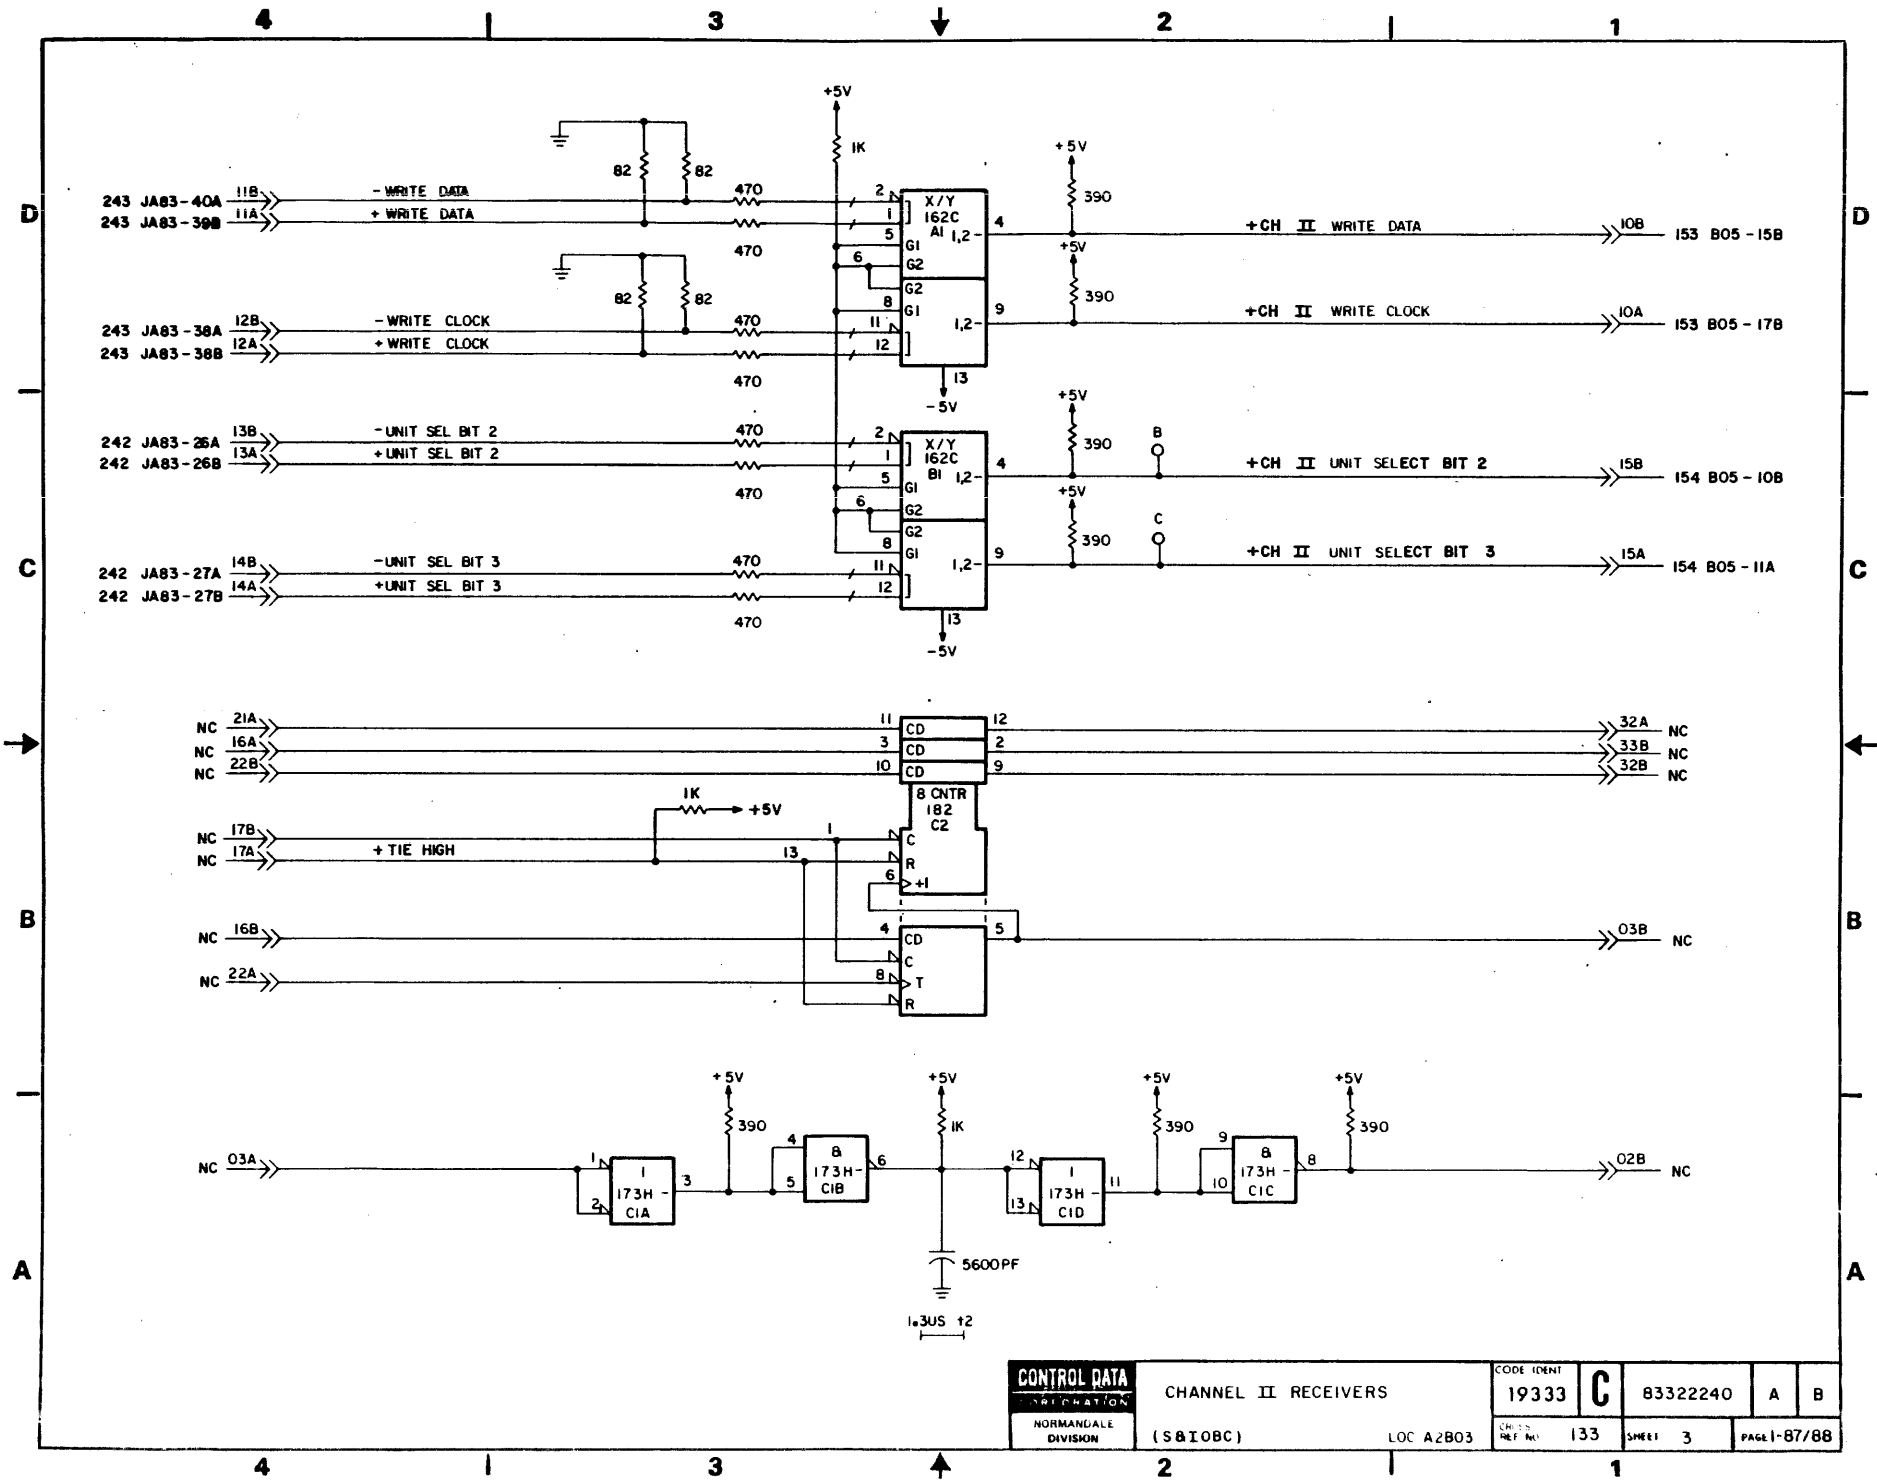 4 3 2 1
+5V
1K
+5V
82 82
390
D D
243 JA83-40A 11B -WRITE DATA 470 2 X/Y
243 JA83-39B 11A +WRITE DATA 1 162C
470 5 G1 A1 1,2 4 +CH II WRITE DATA 10B 153 B05-15B
6 G2
+5V
82 82
G2
390
8 G1
243 JA83-38A 12B -WRITE CLOCK 470 11 1,2 9 +CH II WRITE CLOCK 10A 153 B05-17B
243 JA83-38B 12A +WRITE CLOCK 12
470 13
-5V
+5V
242 JA83-26A 13B -UNIT SEL BIT 2 470 2 X/Y 390 B
242 JA83-26B 13A +UNIT SEL BIT 2 1 162C
470 5 G1 B1 1,2 4 +CH II UNIT SELECT BIT 2 15B 154 B05-10B
6 G2
+5V
G2
390 C
8 G1
C C
242 JA83-27A 14B -UNIT SEL BIT 3 470 11 1,2 9 +CH II UNIT SELECT BIT 3 15A 154 B05-11A
242 JA83-27B 14A +UNIT SEL BIT 3 12
470 13
-5V
NC 21A 11 CD 12 32A NC
NC 16A 3 CD 2 33B NC
NC 22B 10 CD 9 32B NC
8 CNTR
182
C2
1K +5V
NC 17B 1 C
NC 17A +TIE HIGH 13 R
6 +1
B B
NC 16B 4 CD 5 03B NC
C
NC 22A 8 T
R
+5V +5V +5V +5V
390 1K 390 390
NC 03A 1 2 1 173H C1A 3 4 5 & 173H C1B 6 12 13 1 173H C1D 11 9 10 & 173H C1C 8 02B NC
5600PF
A A
1.3US t2
CONTROL DATA
CORPORATION
NORMANDALE
DIVISION
CHANNEL II RECEIVERS
(S&IOBC) LOC A2B03
CODE IDENT
19333 C 83322240 A B
CROSS
REF NO. 133 SHEET 3 PAGE 1-87/88
4 3 2 1